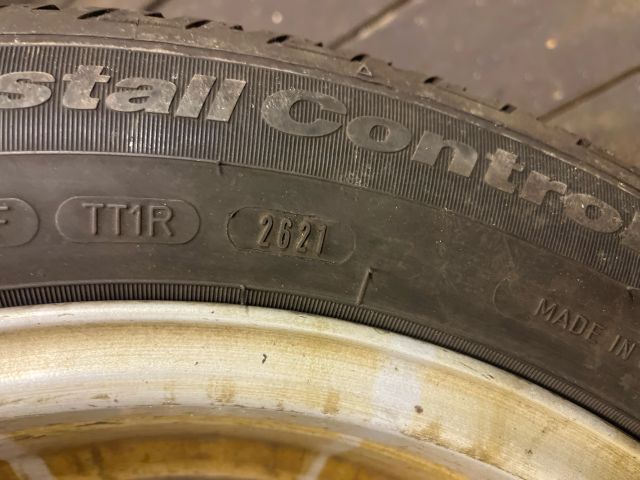 stall Control
F TT1R 2621
MADE IN